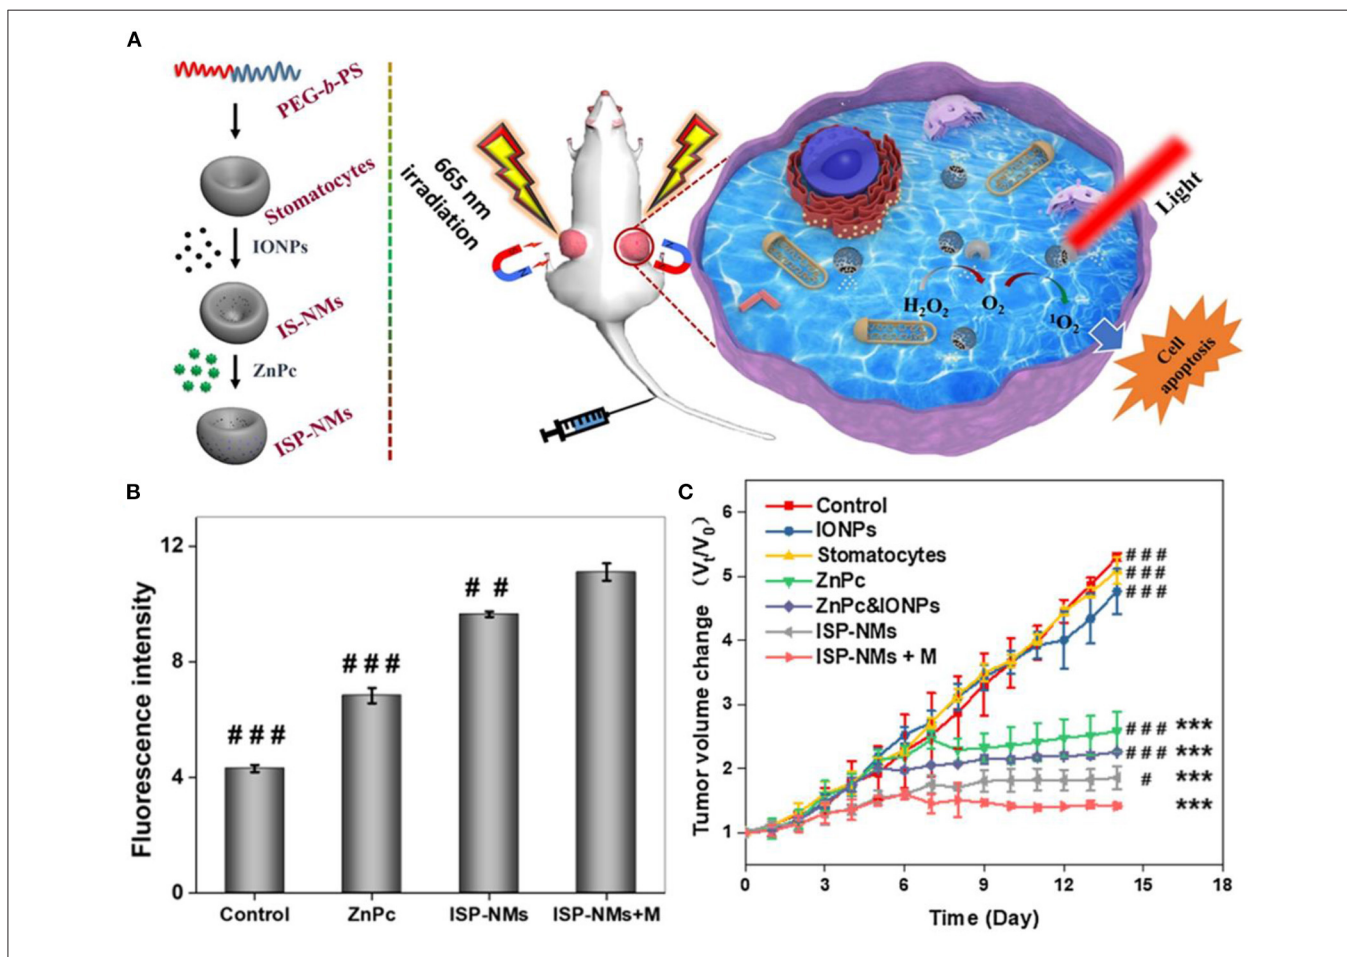 A
PEG-b-PS
Stomatocytes
IONPs
IS-NMs
ZnPc
ISP-NMs
665 nm
irradiation
Light
H₂O₂
O₂
¹O₂
Cell
apoptosis
B
Fluorescence intensity
12
8
4
0
###
###
# #
Control
ZnPc
ISP-NMs
ISP-NMs+M
C
Tumor volume change (Vt/V0)
6
5
4
3
2
1
Control
IONPs
Stomatocytes
ZnPc
ZnPc&IONPs
ISP-NMs
ISP-NMs + M
###
###
###
### ***
### ***
# ***
***
0
3
6
9
12
15
18
Time (Day)